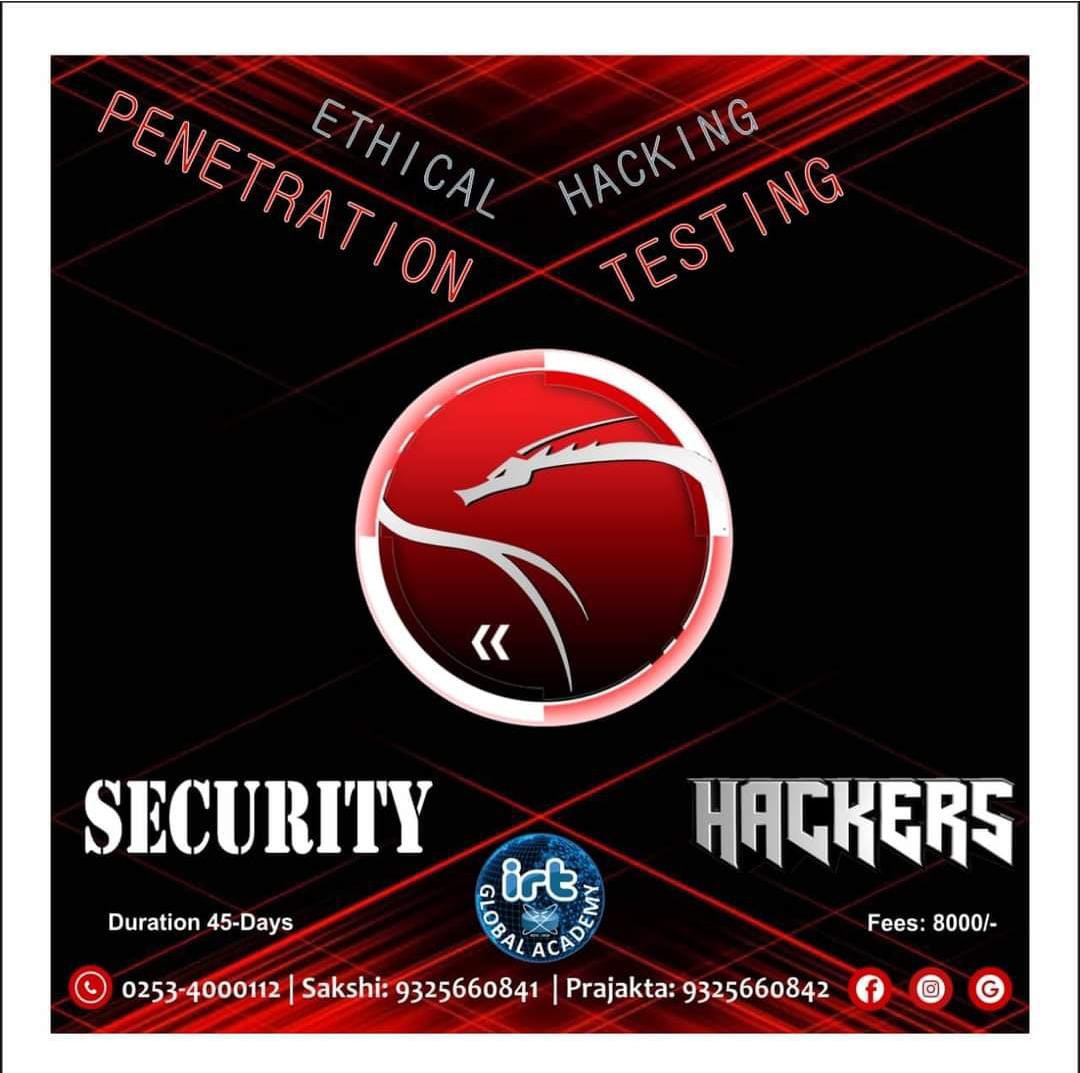 ETHICAL HACKING
PENETRATION TESTING
SECURITY
HACKERS
irt
GLOBAL ACADEMY
Duration 45-Days
Fees: 8000/-
0253-4000112 | Sakshi: 9325660841 | Prajakta: 9325660842